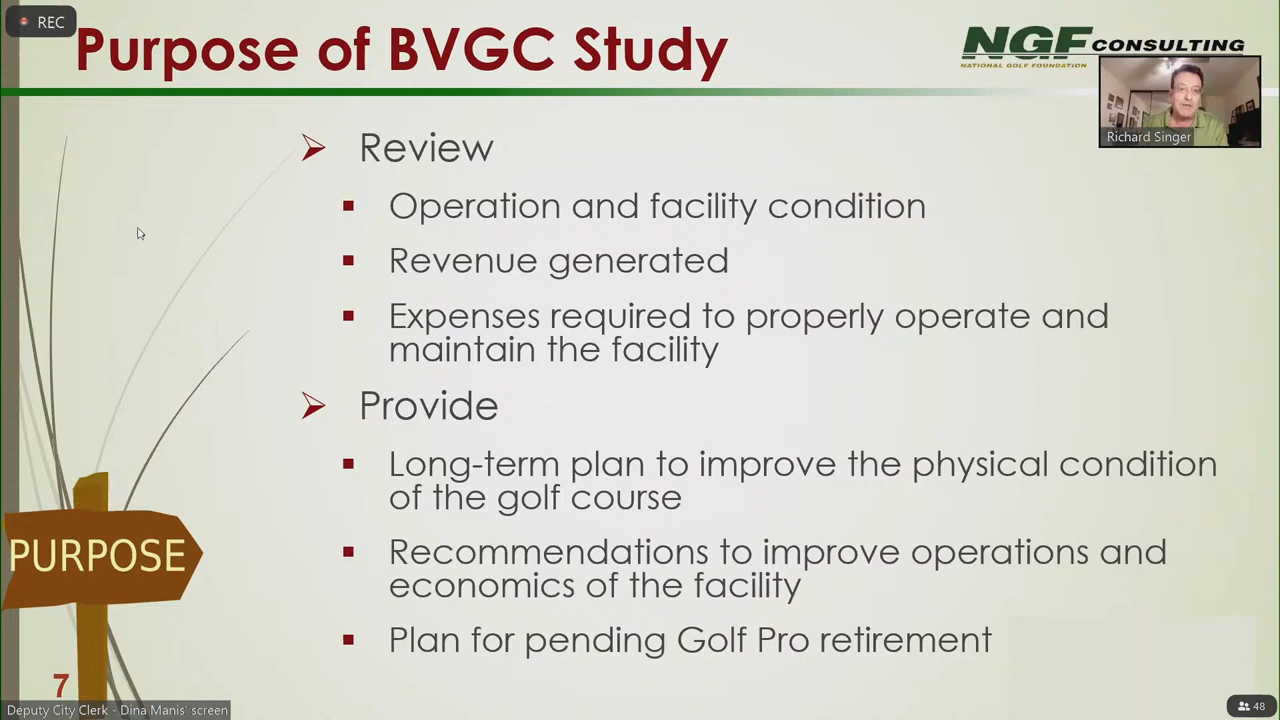 REC
Purpose of BVGC Study
NGF CONSULTING
NATIONAL GOLF FOUNDATION
Richard Singer
Review
Operation and facility condition
Revenue generated
Expenses required to properly operate and
maintain the facility
Provide
Long-term plan to improve the physical condition
of the golf course
Recommendations to improve operations and
economics of the facility
Plan for pending Golf Pro retirement
PURPOSE
7
Deputy City Clerk - Dina Manis' screen
48